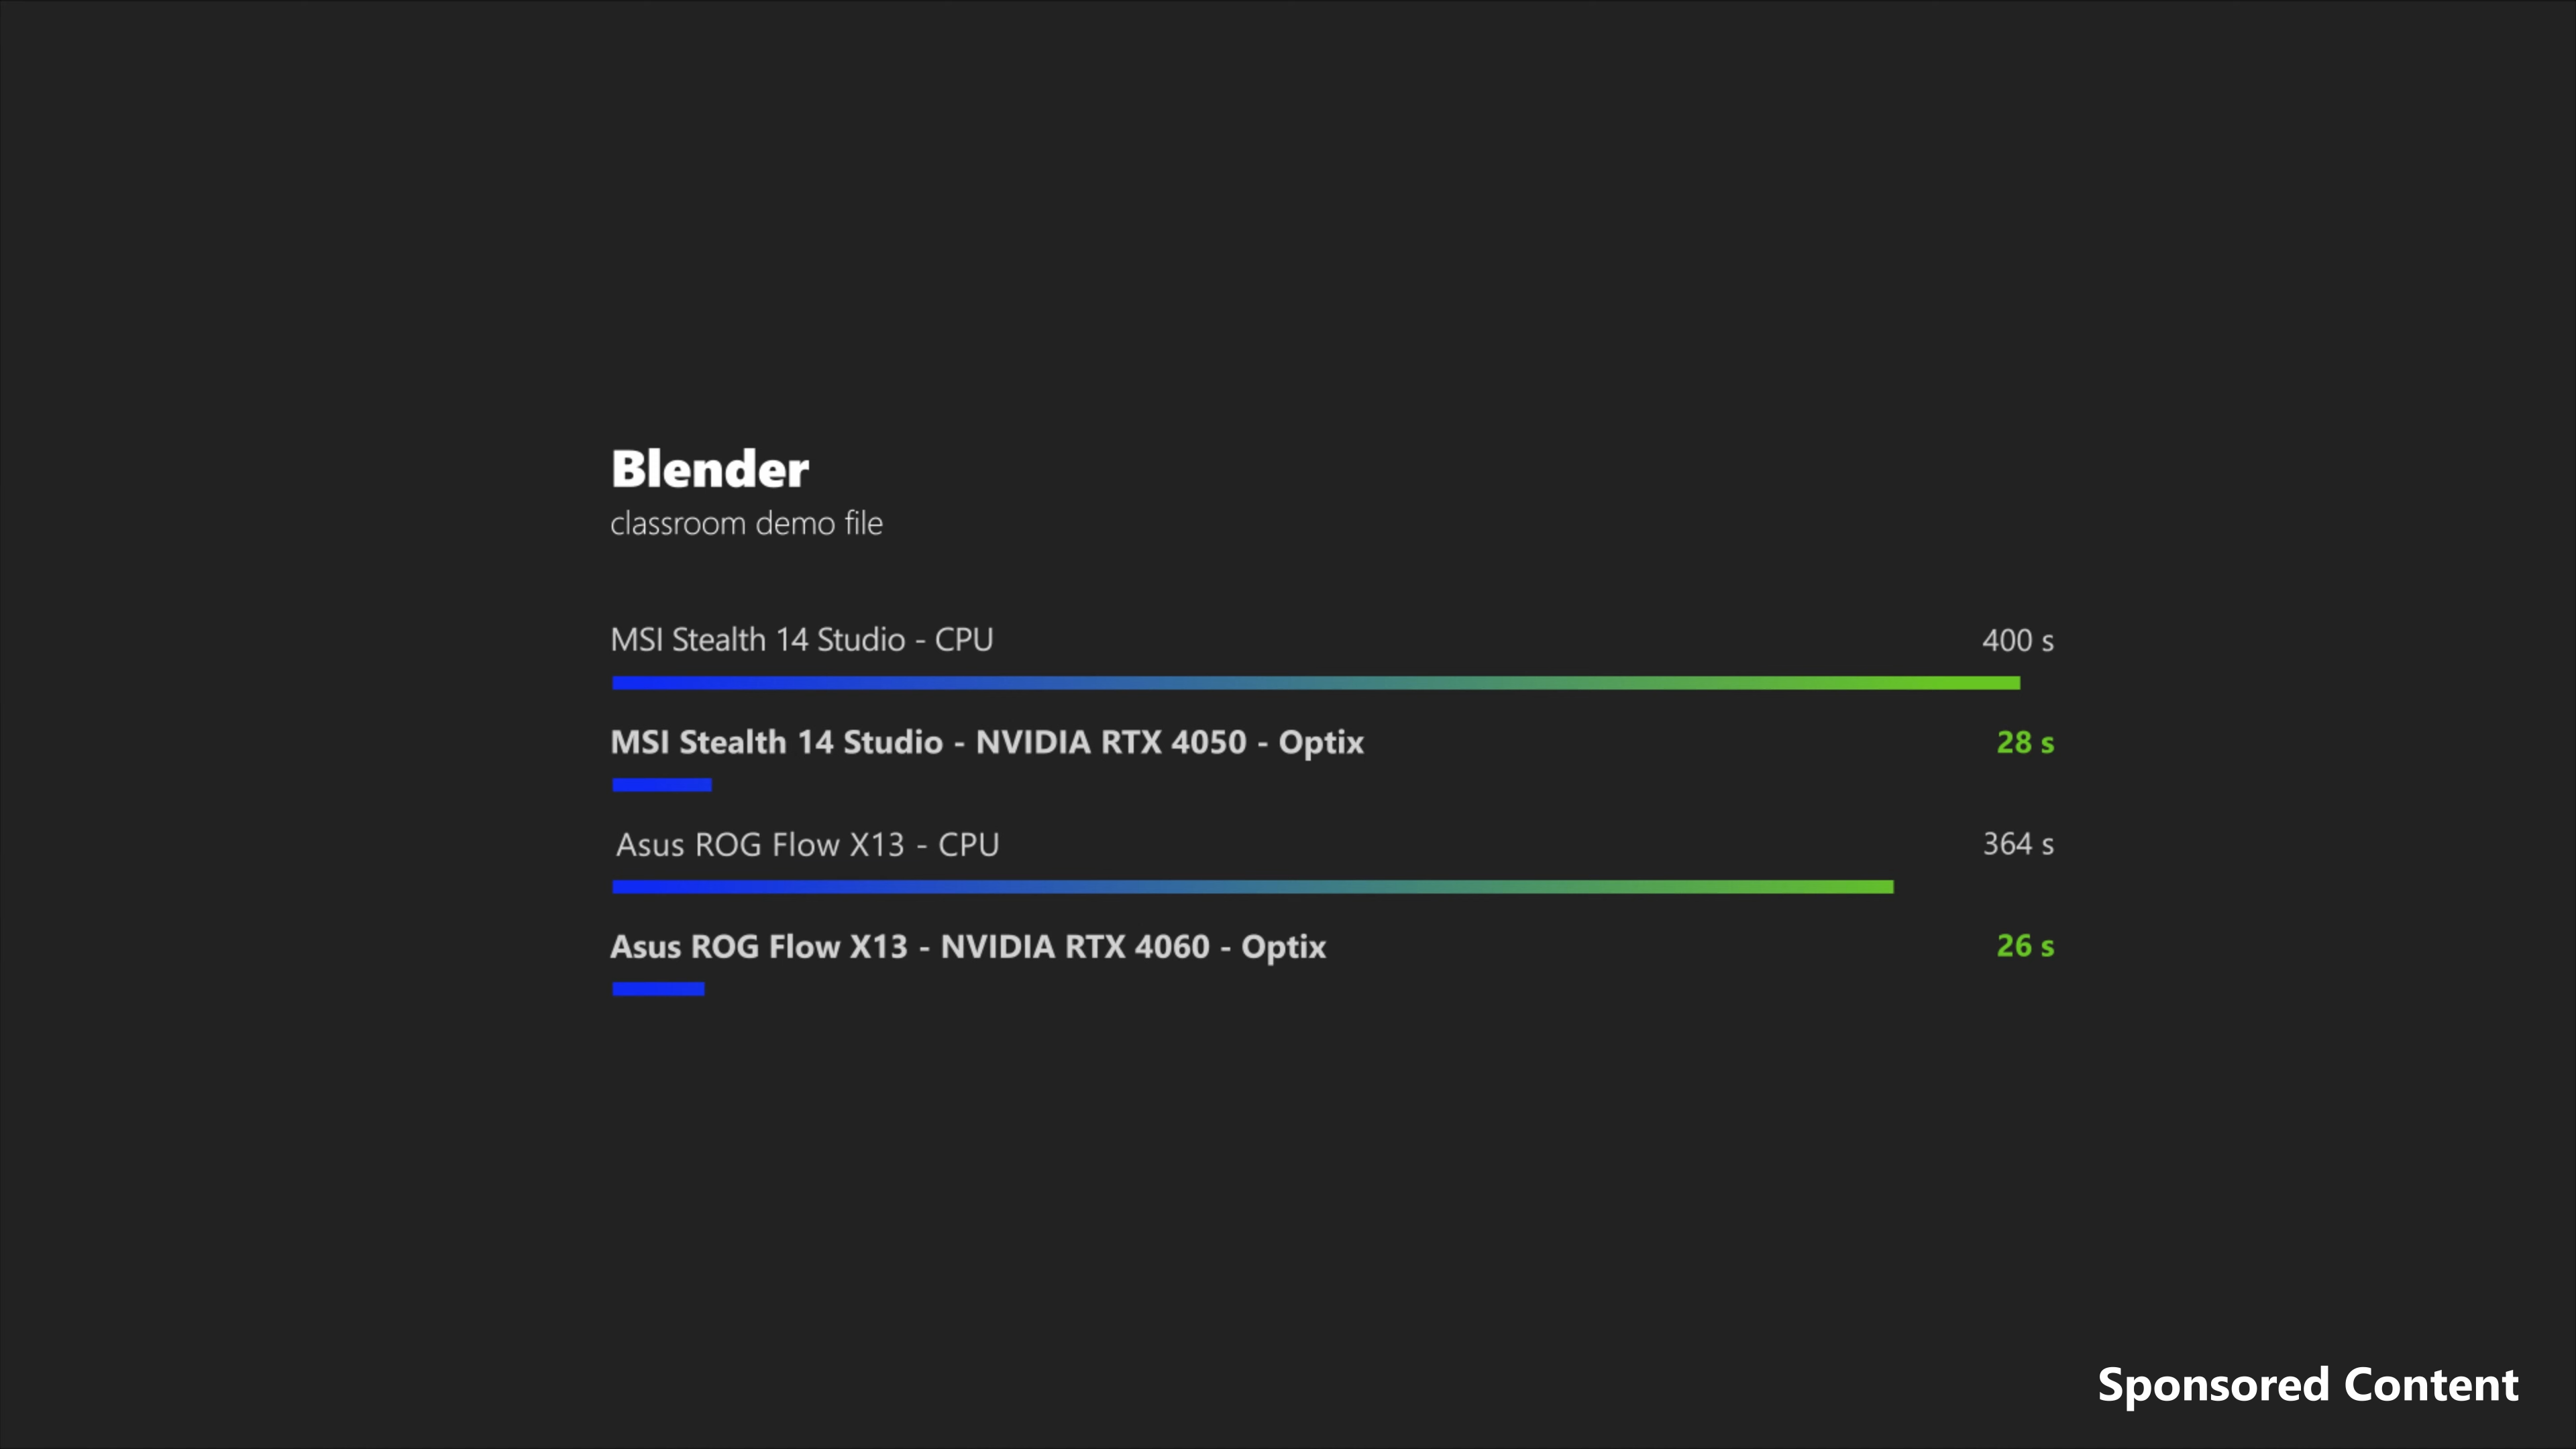 Blender
classroom demo file
MSI Stealth 14 Studio - CPU 400 s
MSI Stealth 14 Studio - NVIDIA RTX 4050 - Optix 28 s
Asus ROG Flow X13 - CPU 364 s
Asus ROG Flow X13 - NVIDIA RTX 4060 - Optix 26 s
Sponsored Content